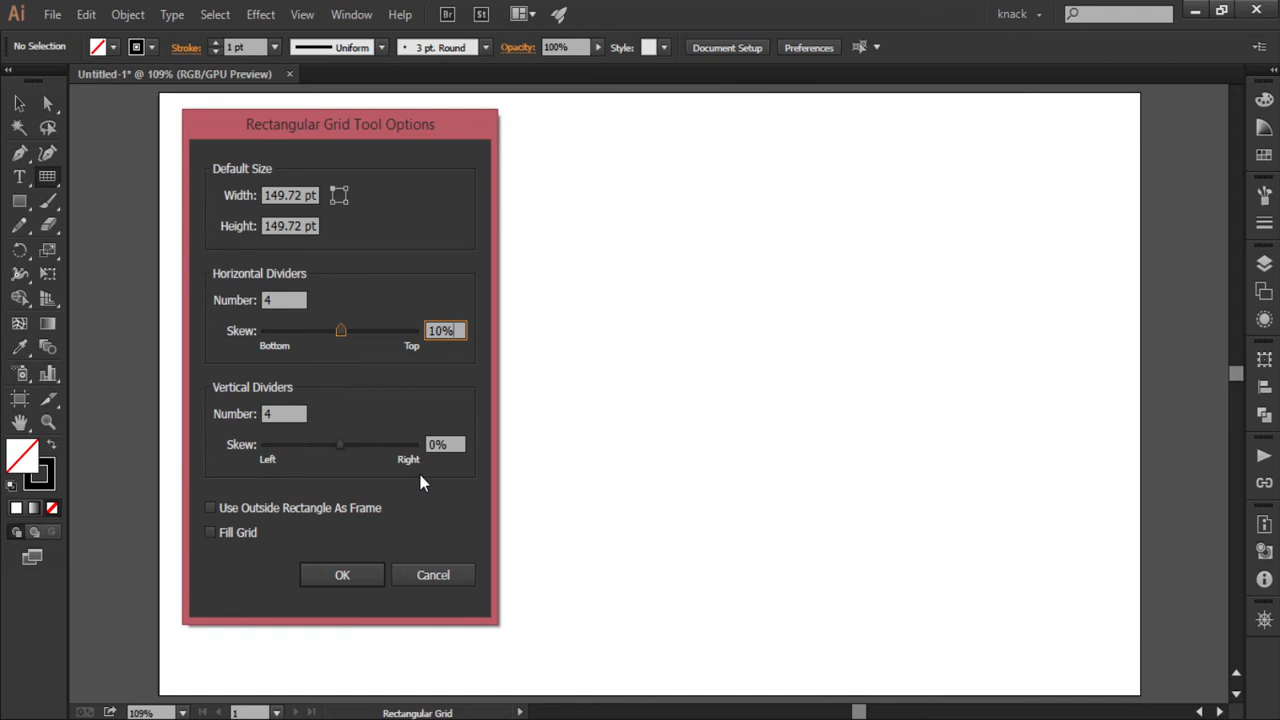 Ai File Edit Object Type Select Effect View Window Help Br St knack
No Selection Stroke: 1 pt Uniform 3 pt. Round Opacity: 100% Style: Document Setup Preferences
Untitled-1* @ 109% (RGB/GPU Preview)
Rectangular Grid Tool Options
Default Size
Width: 149.72 pt
Height: 149.72 pt
Horizontal Dividers
Number: 4
Skew: 10%
Bottom Top
Vertical Dividers
Number: 4
Skew: 0%
Left Right
Use Outside Rectangle As Frame
Fill Grid
OK Cancel
109% 1 Rectangular Grid